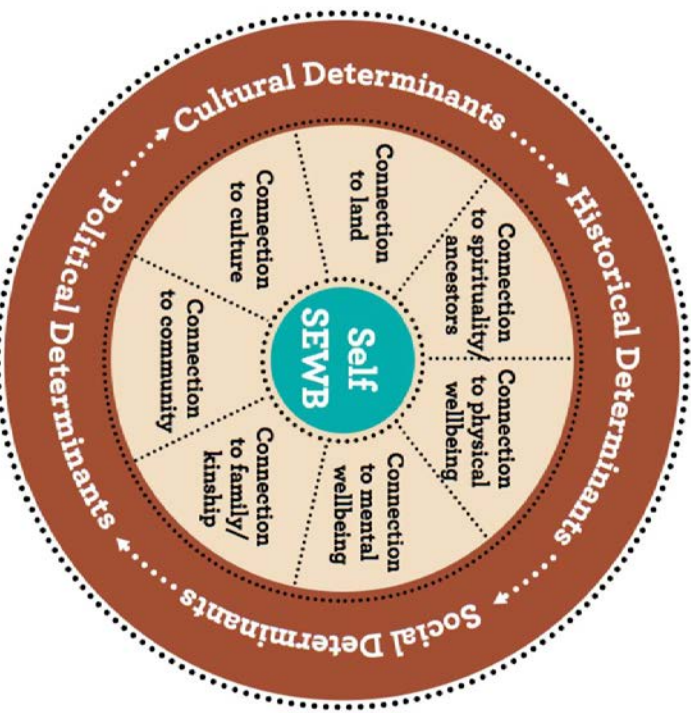 Self
SEWB
Connection
to spirituality/
ancestors
Connection
to physical
wellbeing
Connection
to mental
wellbeing
Connection
to family/
kinship
Connection
to community
Connection
to culture
Connection
to land
Historical Determinants
Social Determinants
Political Determinants
Cultural Determinants